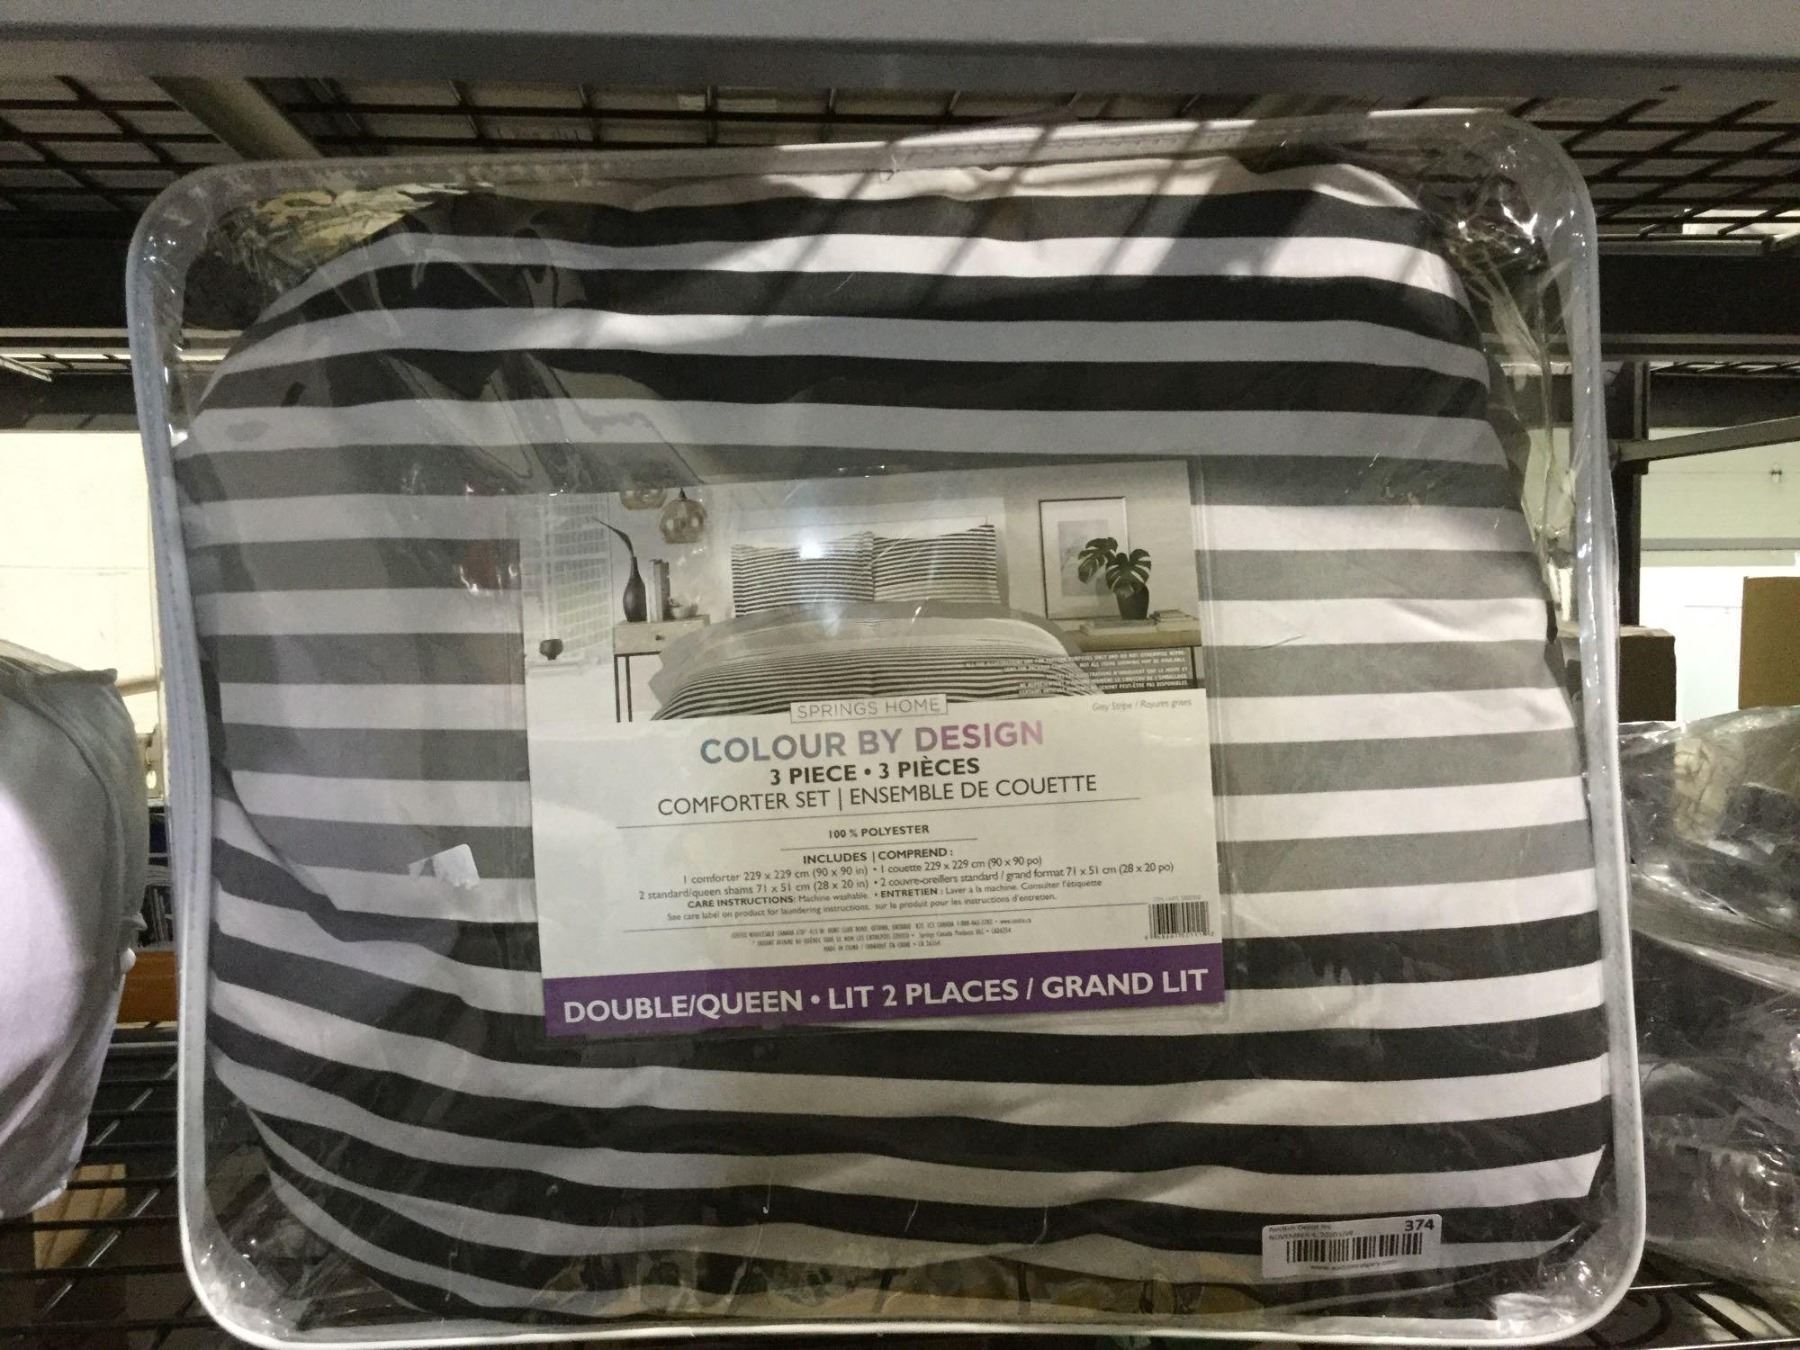 SPRINGS HOME
Grey Stripe / Rayures grises
COLOUR BY DESIGN
3 PIECE • 3 PIÈCES
COMFORTER SET | ENSEMBLE DE COUETTE
100 % POLYESTER
INCLUDES | COMPREND :
1 comforter 229 x 229 cm (90 x 90 in) • 1 couette 229 x 229 cm (90 x 90 po)
2 standard/queen shams 71 x 51 cm (28 x 20 in) • 2 couvre-oreillers standard / grand format 71 x 51 cm (28 x 20 po)
CARE INSTRUCTIONS: Machine washable. • ENTRETIEN : Laver à la machine. Consulter l'étiquette
See care label on product for laundering instructions. sur le produit pour les instructions d'entretien.
DOUBLE/QUEEN • LIT 2 PLACES / GRAND LIT
374